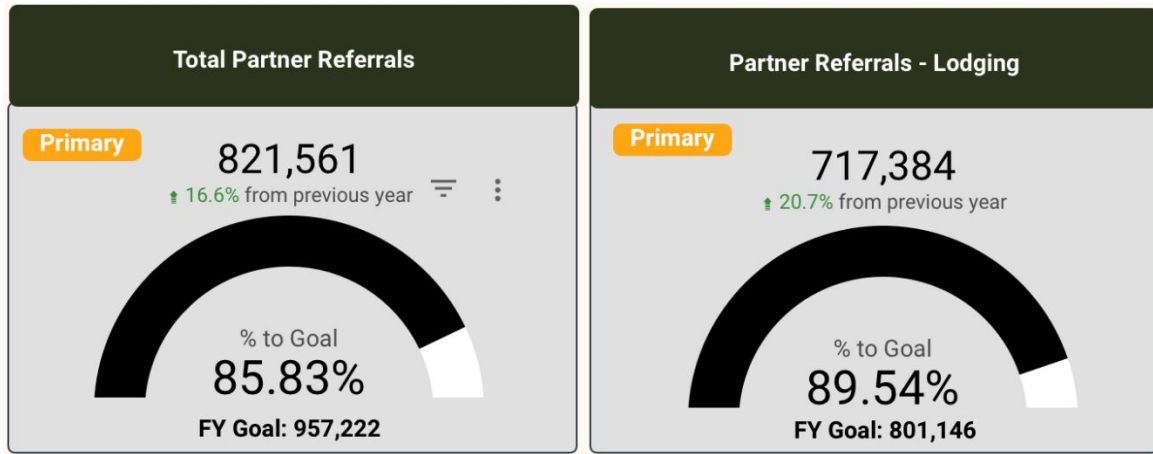 Total Partner Referrals
Primary
821,561
16.6% from previous year
% to Goal
85.83%
FY Goal: 957,222
Partner Referrals - Lodging
Primary
717,384
20.7% from previous year
% to Goal
89.54%
FY Goal: 801,146